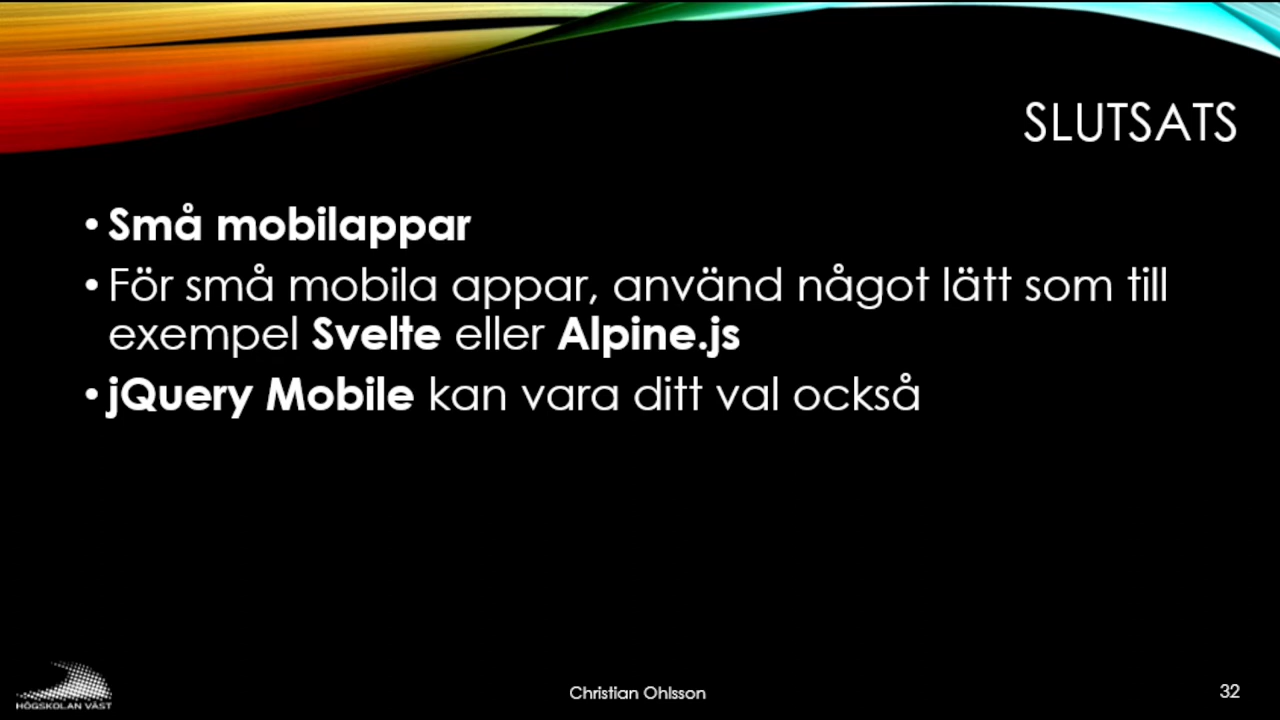 SLUTSATS
• Små mobilappar
• För små mobila appar, använd något lätt som till
exempel Svelte eller Alpine.js
• jQuery Mobile kan vara ditt val också
HÖGSKOLAN VÄST
Christian Ohlsson
32